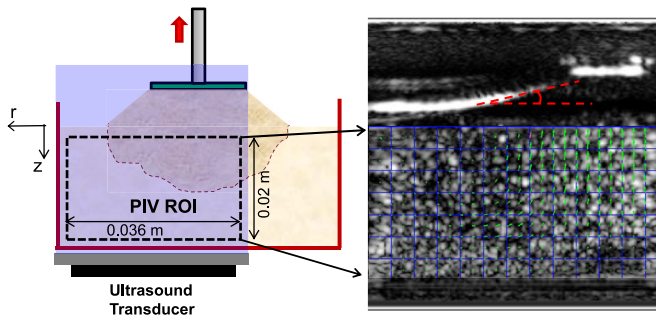 r
z
PIV ROI
0.036 m
0.02 m
Ultrasound
Transducer